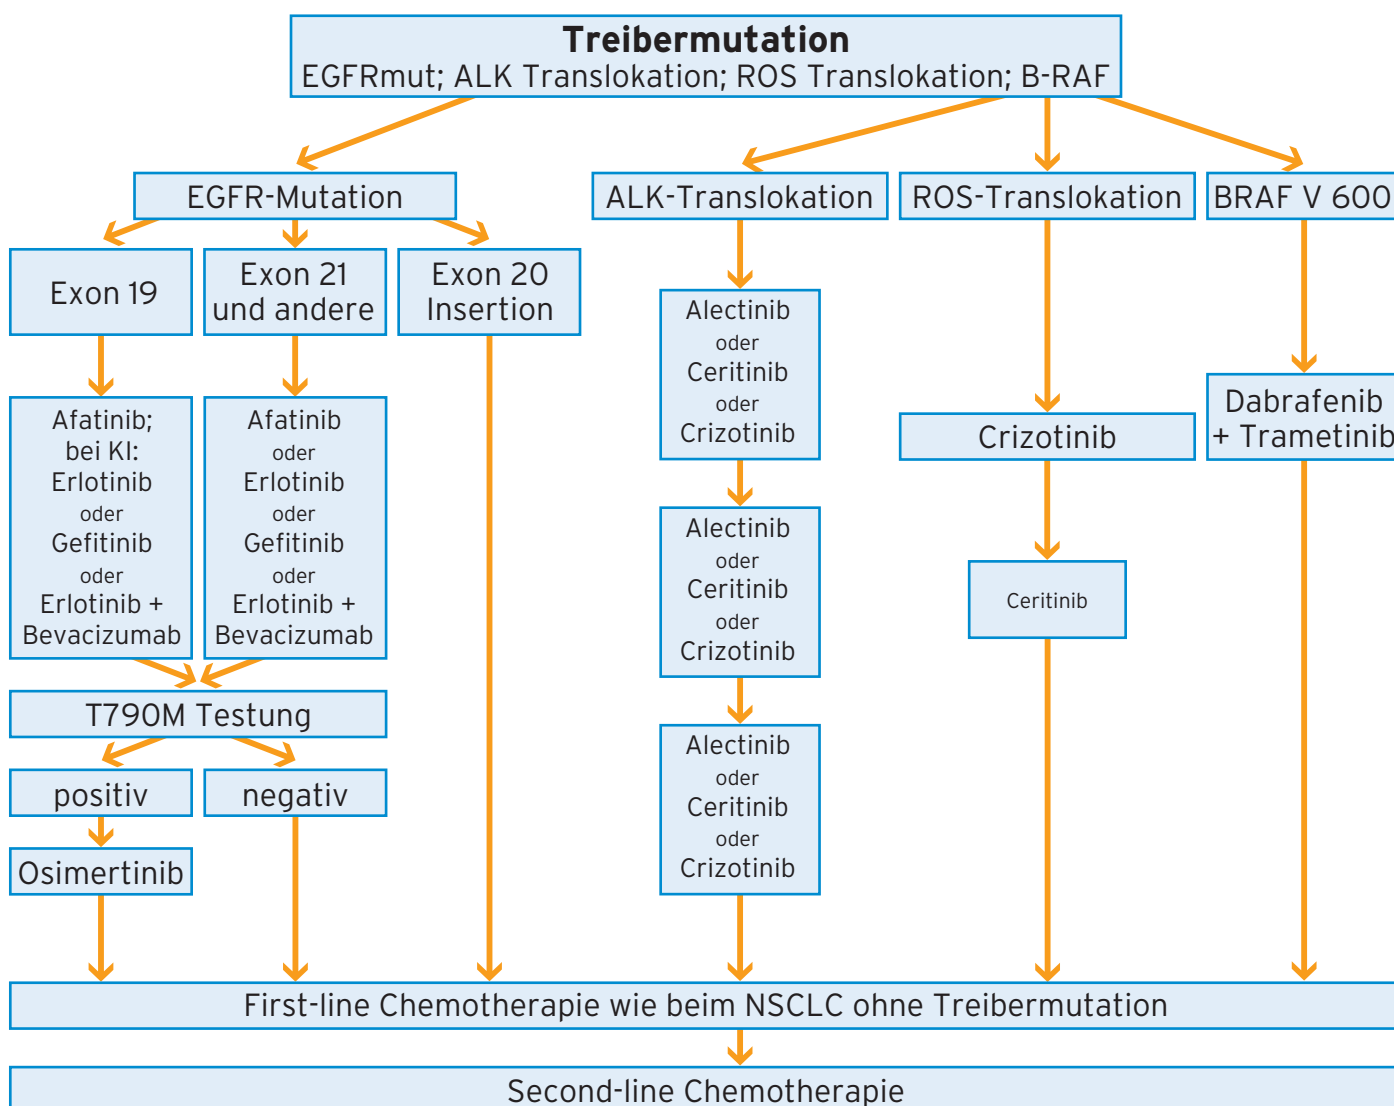 Treibermutation
EGFRmut; ALK Translokation; ROS Translokation; B-RAF
EGFR-Mutation
ALK-Translokation
ROS-Translokation
BRAF V 600
Exon 19
Exon 21
und andere
Exon 20
Insertion
Afatinib;
bei KI:
Erlotinib
oder
Gefitinib
oder
Erlotinib +
Bevacizumab
Afatinib
oder
Erlotinib
oder
Gefitinib
oder
Erlotinib +
Bevacizumab
Alectinib
oder
Ceritinib
oder
Crizotinib
Crizotinib
Dabrafenib
+ Trametinib
Alectinib
oder
Ceritinib
oder
Crizotinib
Ceritinib
T790M Testung
positiv
negativ
Alectinib
oder
Ceritinib
oder
Crizotinib
Osimertinib
First-line Chemotherapie wie beim NSCLC ohne Treibermutation
Second-line Chemotherapie